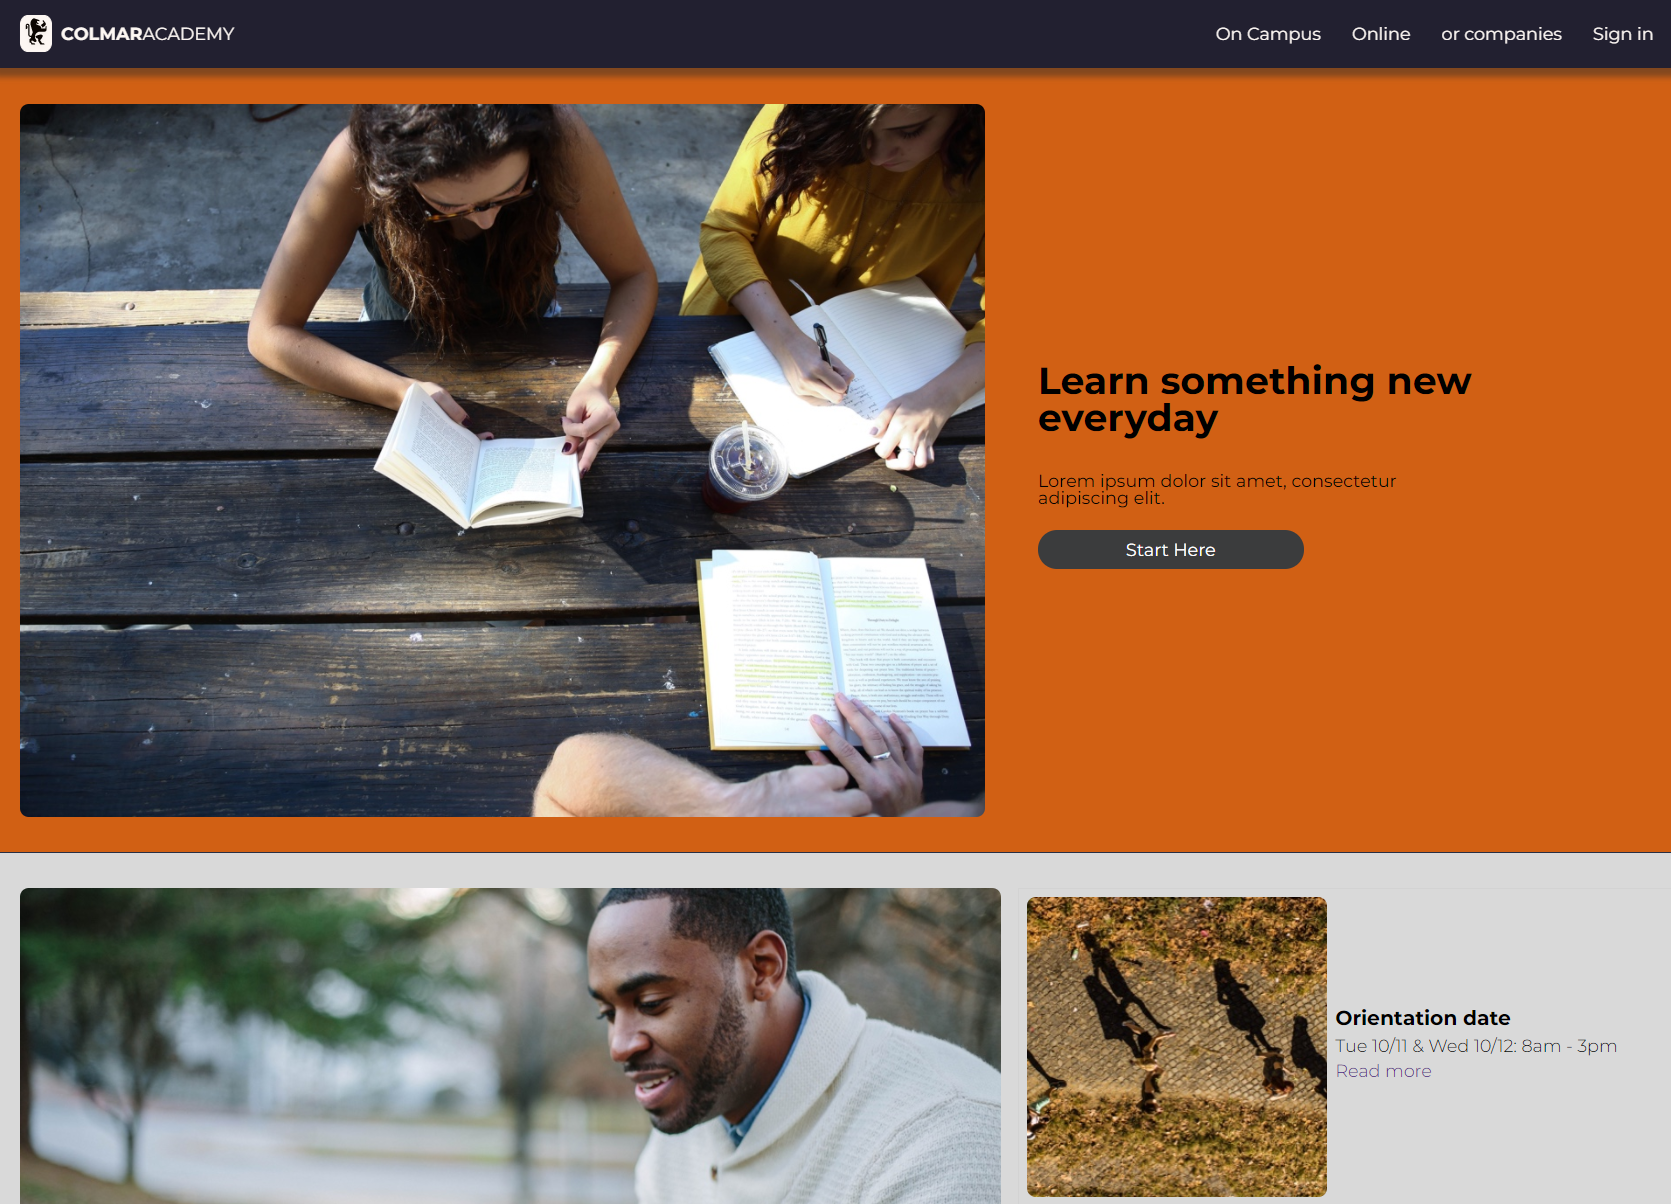 COLMARACADEMY
On Campus
Online
or companies
Sign in
Learn something new
everyday
Lorem ipsum dolor sit amet, consectetur
adipiscing elit.
Start Here
Orientation date
Tue 10/11 & Wed 10/12: 8am - 3pm
Read more